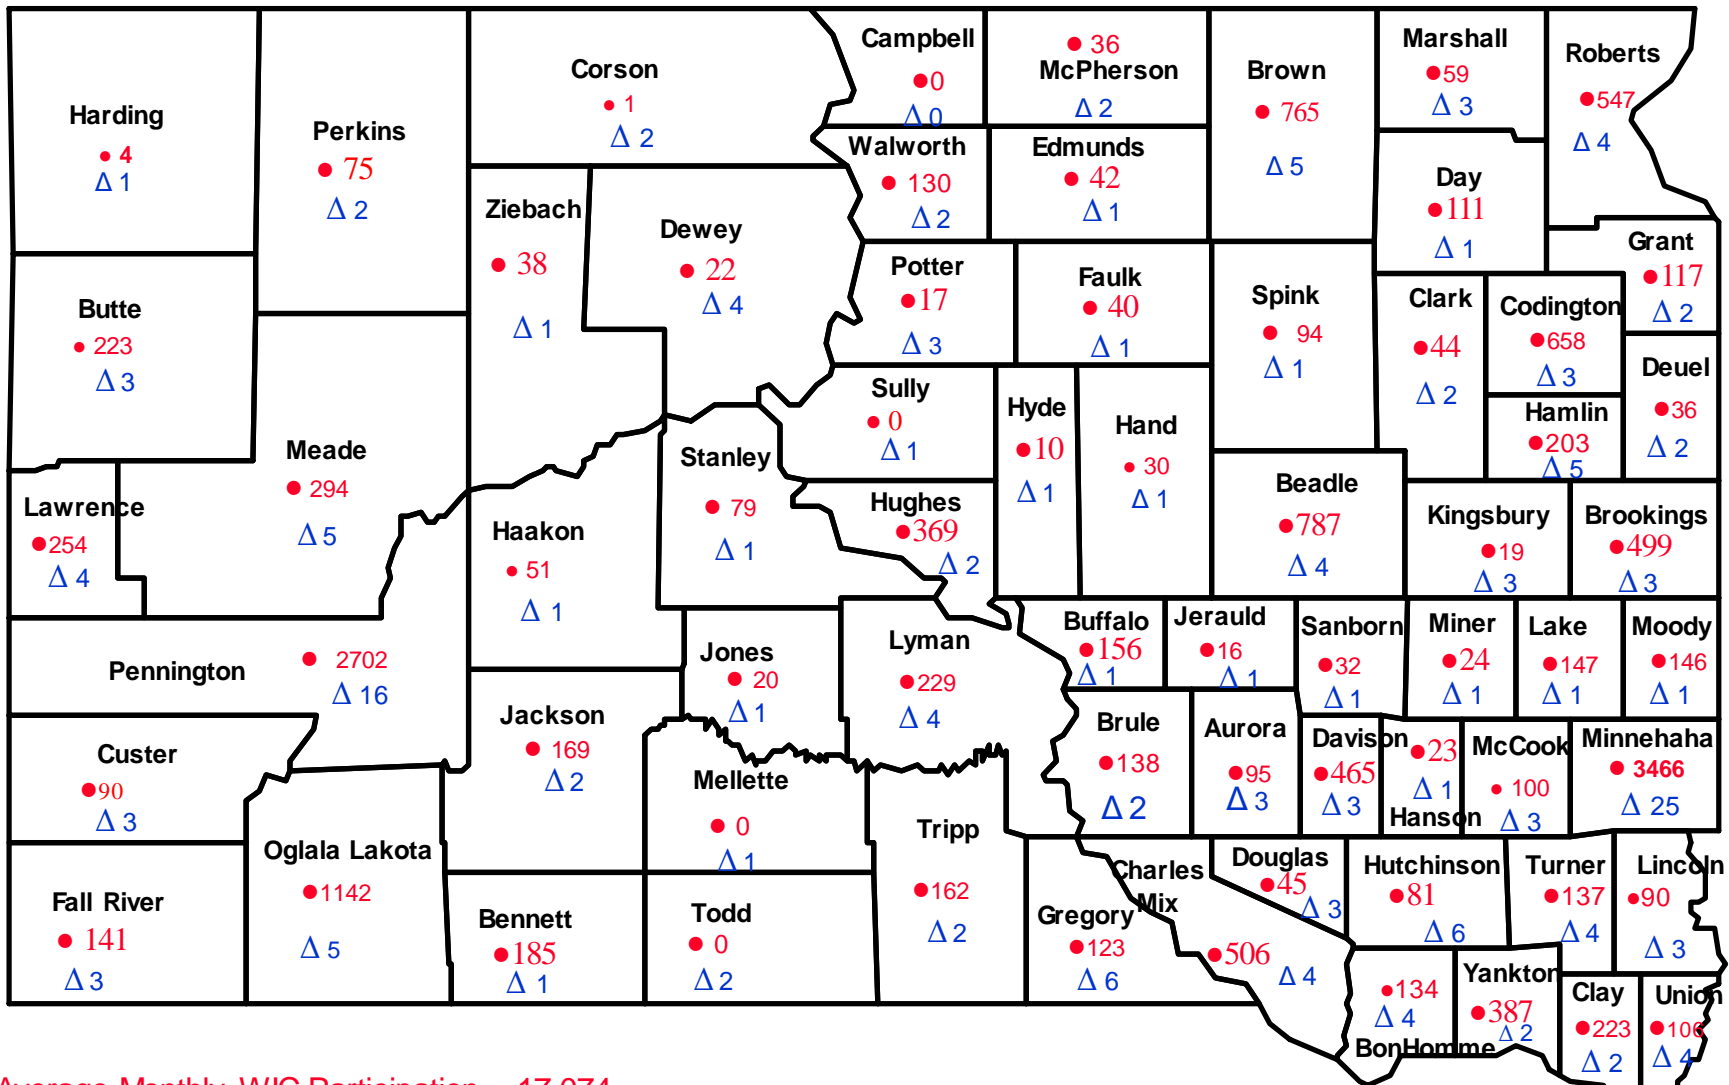 Harding
● 4
Δ 1
Perkins
● 75
Δ 2
Corson
● 1
Δ 2
Campbell
● 0
Δ 0
● 36
McPherson
Δ 2
Brown
● 765
Δ 5
Marshall
● 59
Δ 3
Roberts
● 547
Δ 4
Walworth
● 130
Δ 2
Edmunds
● 42
Δ 1
Day
● 111
Δ 1
Grant
● 117
Δ 2
Ziebach
● 38
Δ 1
Dewey
● 22
Δ 4
Potter
● 17
Δ 3
Faulk
● 40
Δ 1
Spink
● 94
Δ 1
Clark
● 44
Δ 2
Codington
● 658
Δ 3
Deuel
● 36
Δ 2
Butte
● 223
Δ 3
Meade
● 294
Δ 5
Sully
● 0
Δ 1
Hyde
● 10
Δ 1
Hand
● 30
Δ 1
Hamlin
● 203
Δ 5
Lawrence
● 254
Δ 4
Haakon
● 51
Δ 1
Stanley
● 79
Δ 1
Hughes
● 369
Δ 2
Beadle
● 787
Δ 4
Kingsbury
● 19
Δ 3
Brookings
● 499
Δ 3
Pennington
● 2702
Δ 16
Jones
● 20
Δ 1
Lyman
● 229
Δ 4
Buffalo
● 156
Δ 1
Jerauld
● 16
Δ 1
Sanborn
● 32
Δ 1
Miner
● 24
Δ 1
Lake
● 147
Δ 1
Moody
● 146
Δ 1
Custer
● 90
Δ 3
Jackson
● 169
Δ 2
Mellette
● 0
Δ 1
Brule
● 138
Δ 2
Aurora
● 95
Δ 3
Davison
● 465
Δ 3
● 23
Δ 1
Hanson
McCook
● 100
Δ 3
Minnehaha
● 3466
Δ 25
Fall River
● 141
Δ 3
Oglala Lakota
● 1142
Δ 5
Bennett
● 185
Δ 1
Todd
● 0
Δ 2
Tripp
● 162
Δ 2
Gregory
● 123
Δ 6
Charles
Mix
● 506
Δ 4
Douglas
● 45
Δ 3
Hutchinson
● 81
Δ 6
Turner
● 137
Δ 4
Lincoln
● 90
Δ 3
● 134
Δ 4
BonHomme
Yankton
● 387
Δ 2
Clay
● 223
Δ 2
Union
● 106
Δ 4
Average Monthly WIC Participation 17,074